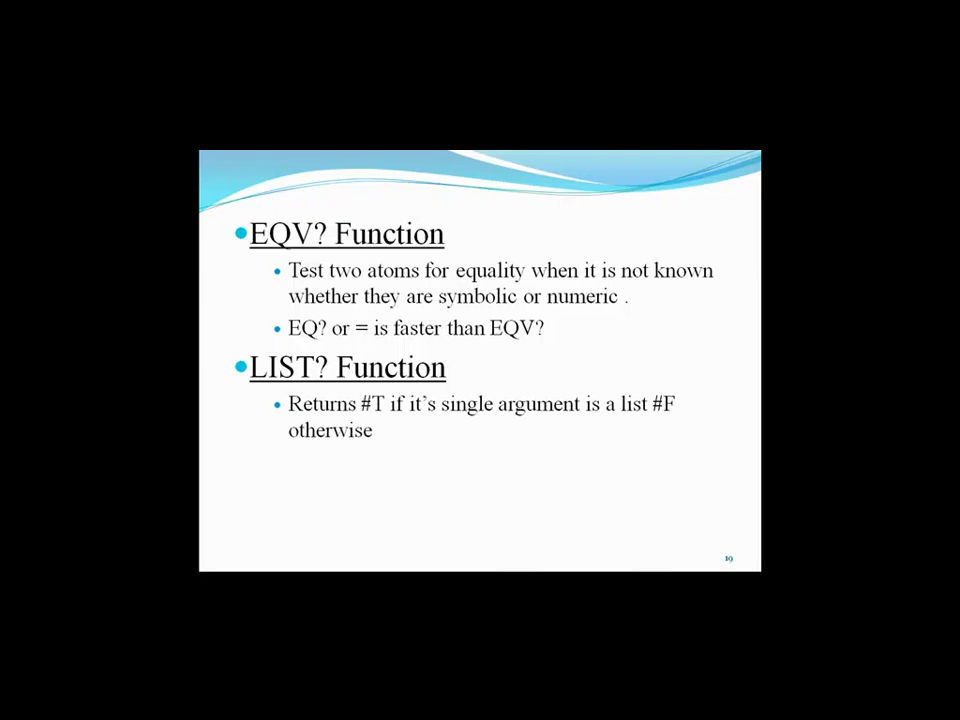 •EQV? Function
• Test two atoms for equality when it is not known
whether they are symbolic or numeric .
• EQ? or = is faster than EQV?
•LIST? Function
• Returns #T if it’s single argument is a list #F
otherwise
19